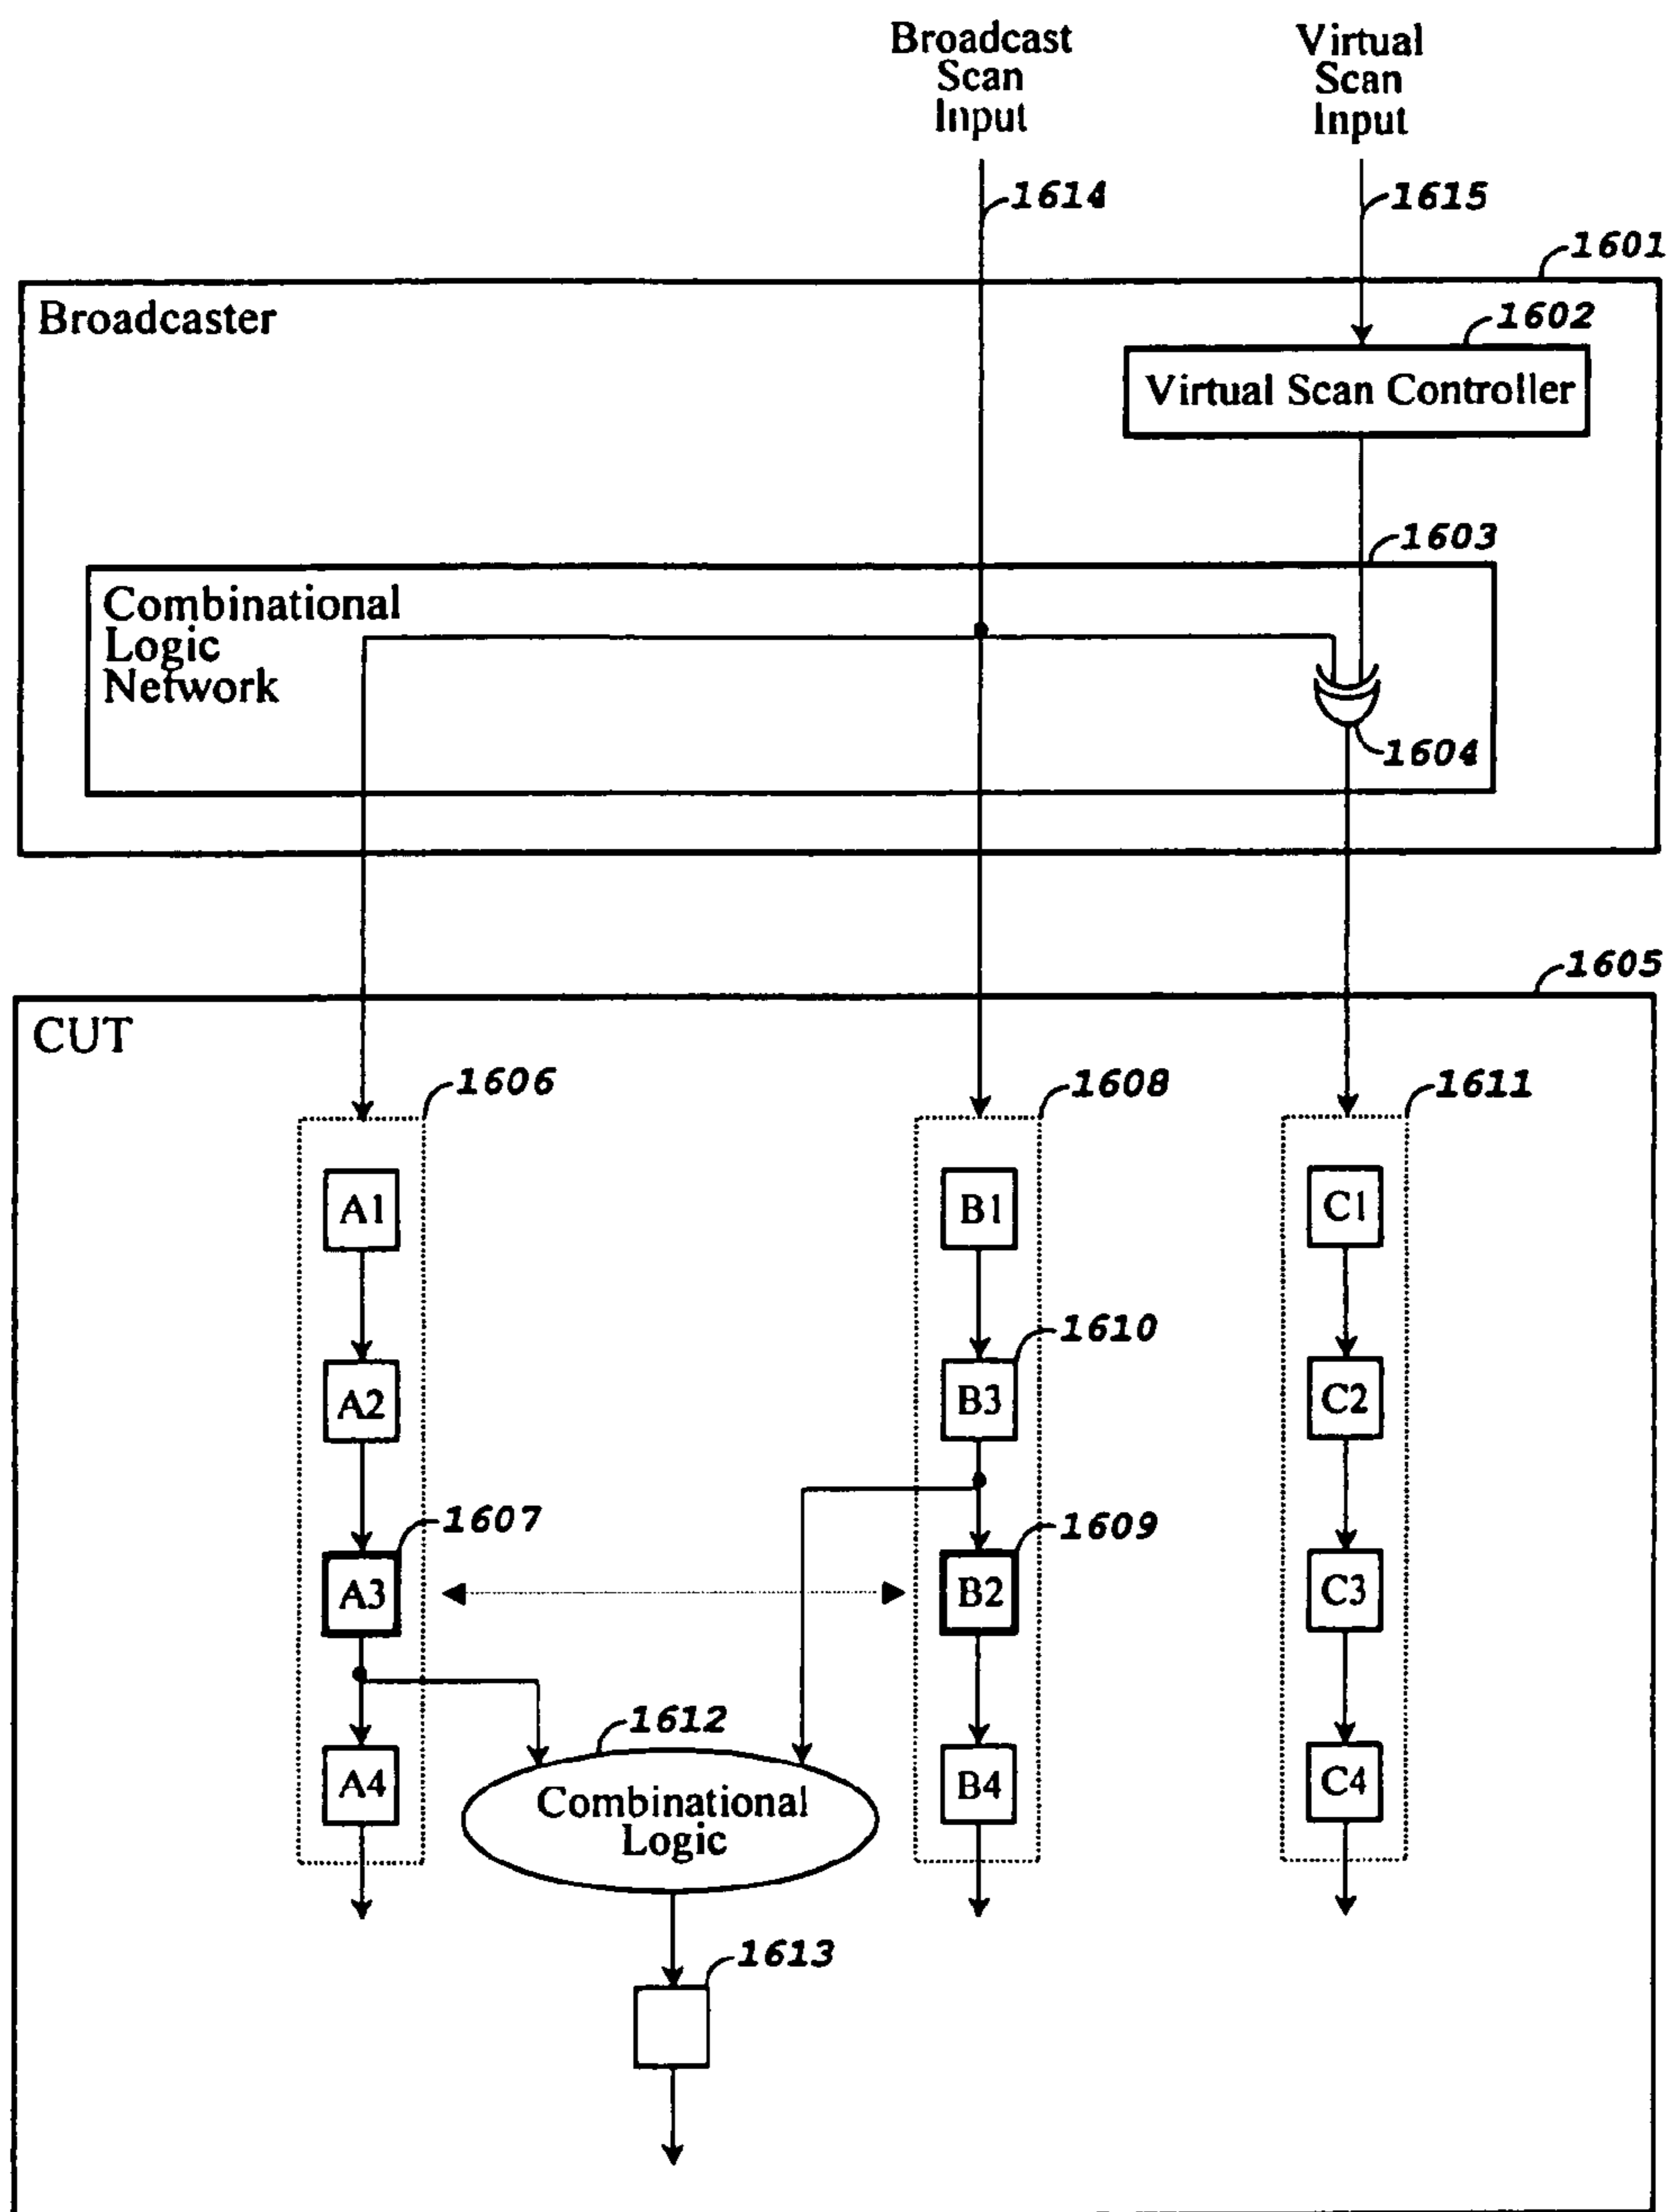 Broadcast
Scan
Input
Virtual
Scan
Input
1614
1615
1601
Broadcaster
1602
Virtual Scan Controller
1603
Combinational
Logic
Network
1604
1605
CUT
1606
1608
1611
A1
B1
C1
1610
A2
B3
C2
1607
1609
A3
B2
C3
1612
A4
Combinational
Logic
B4
C4
1613